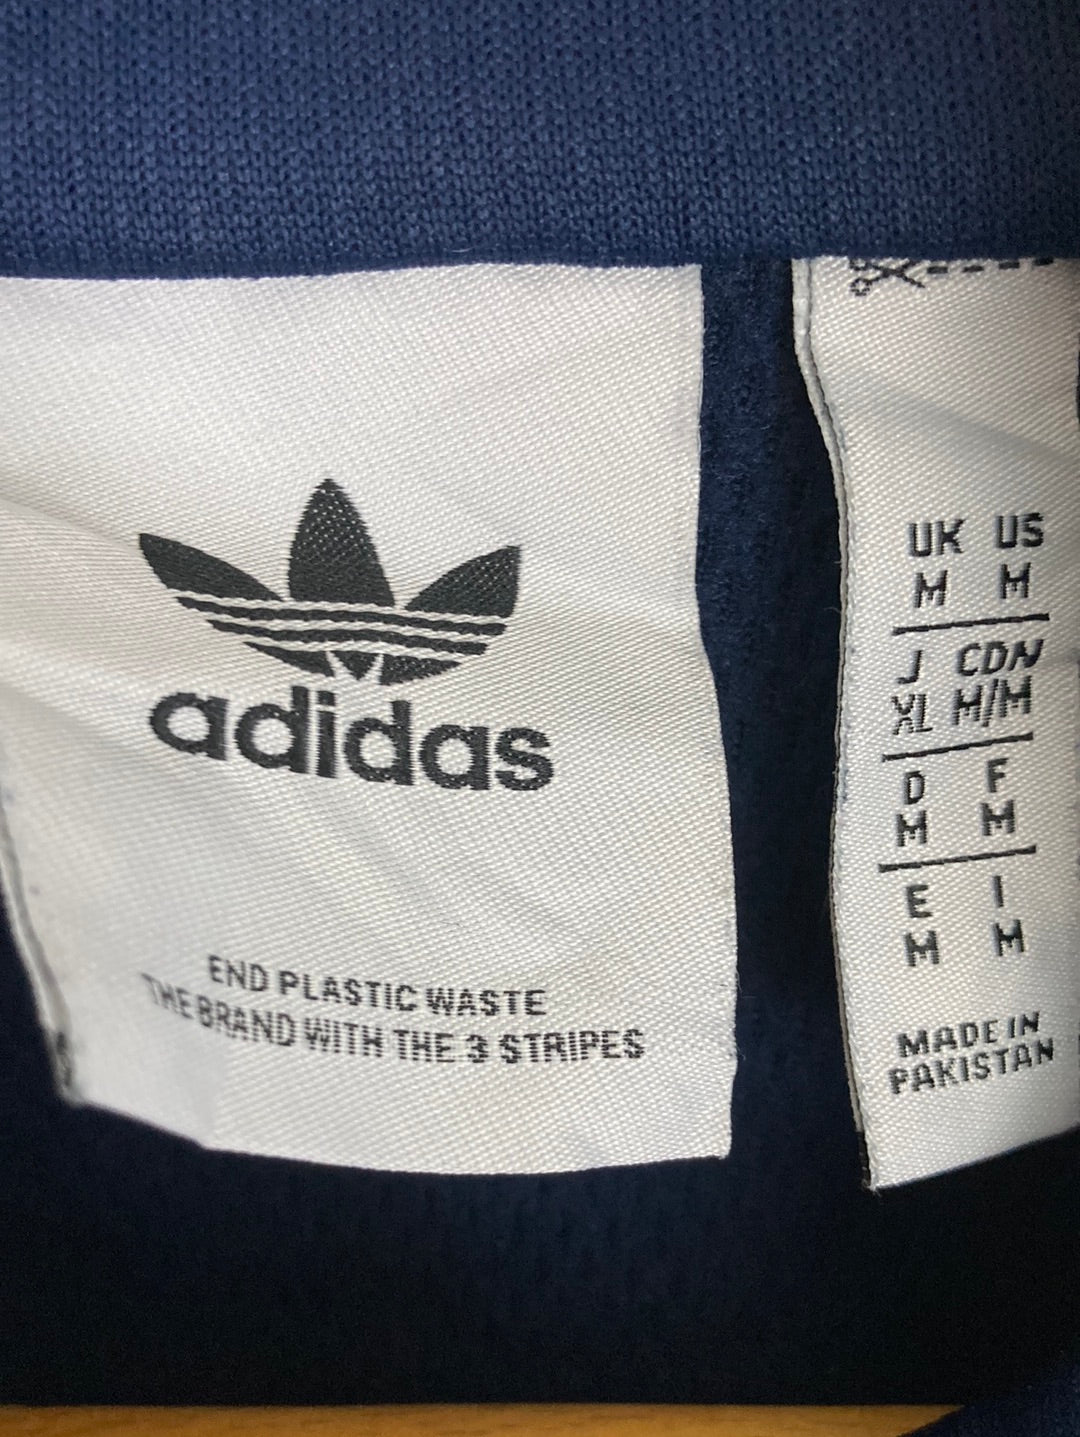 adidas
END PLASTIC WASTE
THE BRAND WITH THE 3 STRIPES
UK US
M M
J CDN
XL M/M
D F
M M
E I
M M
MADE IN
PAKISTAN